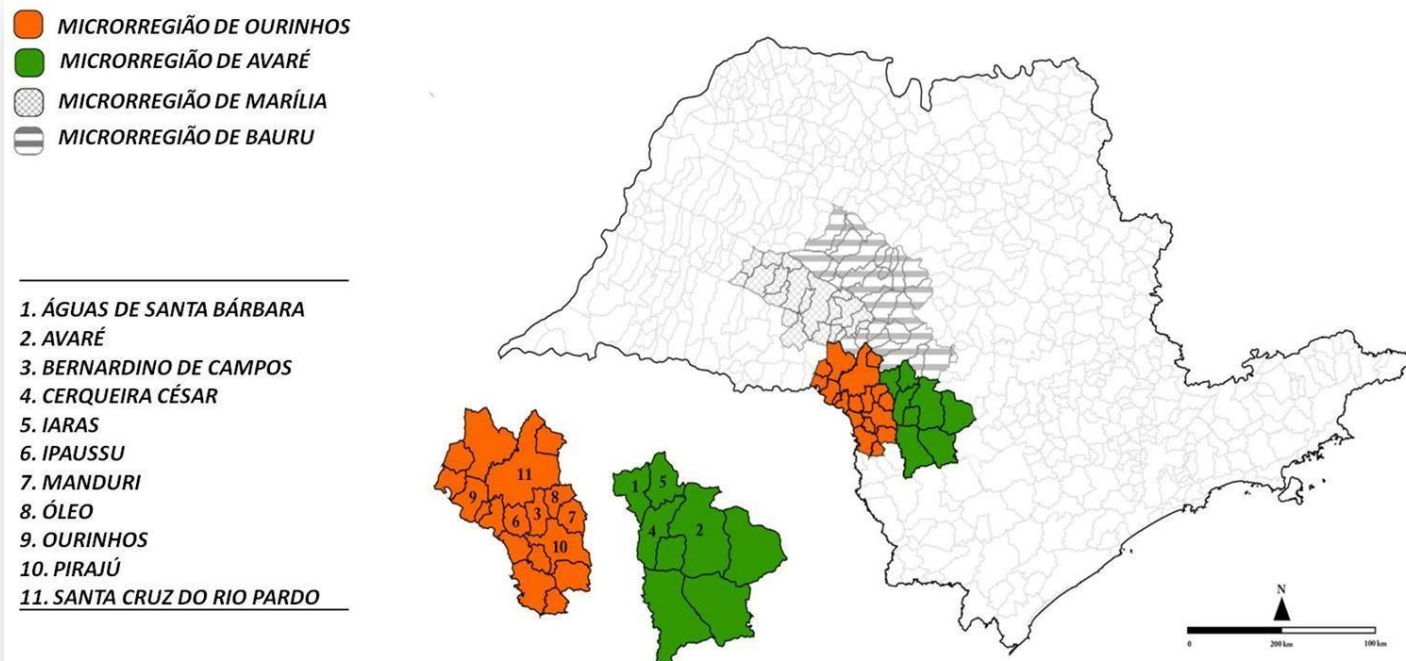 MICRORREGIÃO DE OURINHOS
MICRORREGIÃO DE AVARÉ
MICRORREGIÃO DE MARÍLIA
MICRORREGIÃO DE BAURU
1. ÁGUAS DE SANTA BÁRBARA
2. AVARÉ
3. BERNARDINO DE CAMPOS
4. CERQUEIRA CÉSAR
5. IARAS
6. IPAUSSU
7. MANDURI
8. ÓLEO
9. OURINHOS
10. PIRAJÚ
11. SANTA CRUZ DO RIO PARDO
11
9
8
6
3
7
10
1
5
4
2
N
0
200 km
100 km